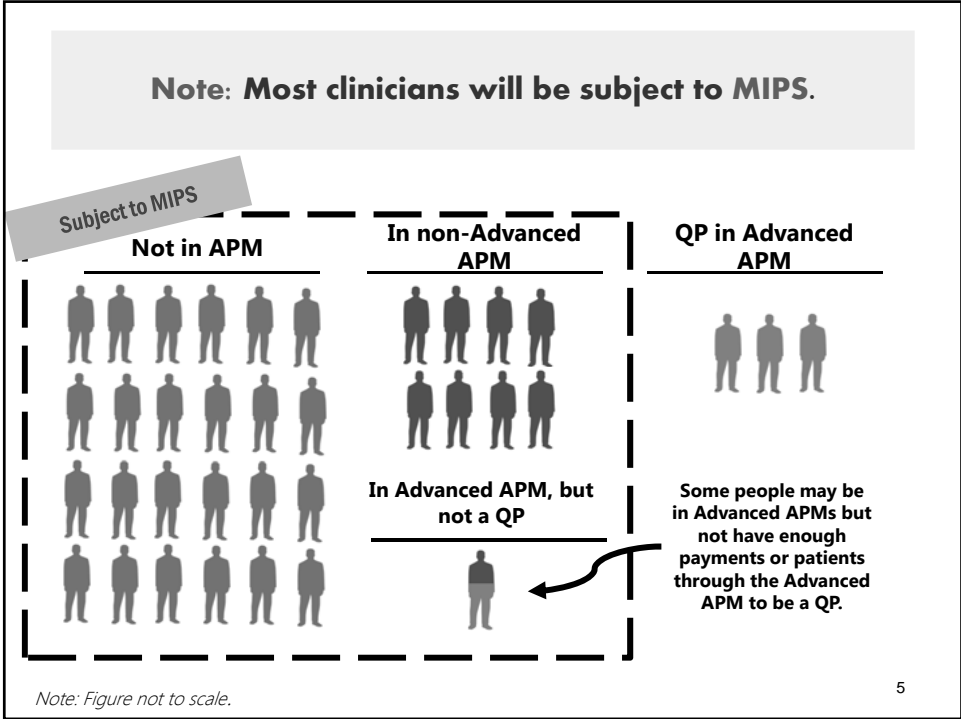 Note: Most clinicians will be subject to MIPS.
Subject to MIPS
Not in APM
In non-Advanced
APM
QP in Advanced
APM
In Advanced APM, but
not a QP
Some people may be
in Advanced APMs but
not have enough
payments or patients
through the Advanced
APM to be a QP.
Note: Figure not to scale.
5